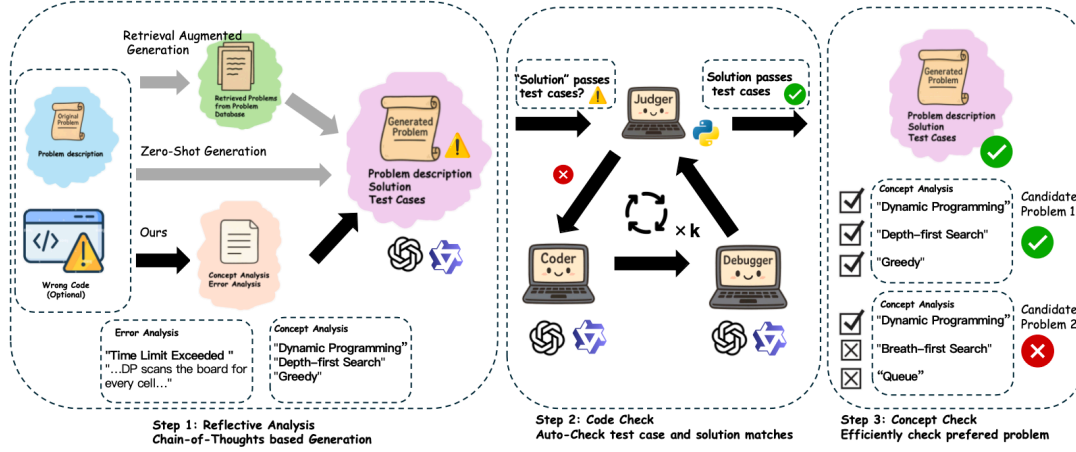 Retrieval Augmented
Generation
Original
Problem
Problem description
Retrieved Problems
from Problem
Database
Zero-Shot Generation
Generated
Problem
Problem description
Solution
Test Cases
</>
Wrong Code
(Optional)
Ours
Concept Analysis
Error Analysis
Error Analysis
"Time Limit Exceeded "
"...DP scans the board for
every cell..."
Concept Analysis
"Dynamic Programming"
"Depth-first Search"
"Greedy"
Step 1: Reflective Analysis
Chain-of-Thoughts based Generation
"Solution" passes
test cases?
Judger
Solution passes
test cases
× k
Coder
Debugger
Step 2: Code Check
Auto-Check test case and solution matches
Generated
Problem
Problem description
Solution
Test Cases
Concept Analysis
"Dynamic Programming"
"Depth-first Search"
"Greedy"
Candidate
Problem 1
Concept Analysis
"Dynamic Programming"
"Breath-first Search"
"Queue"
Candidate
Problem 2
Step 3: Concept Check
Efficiently check prefered problem